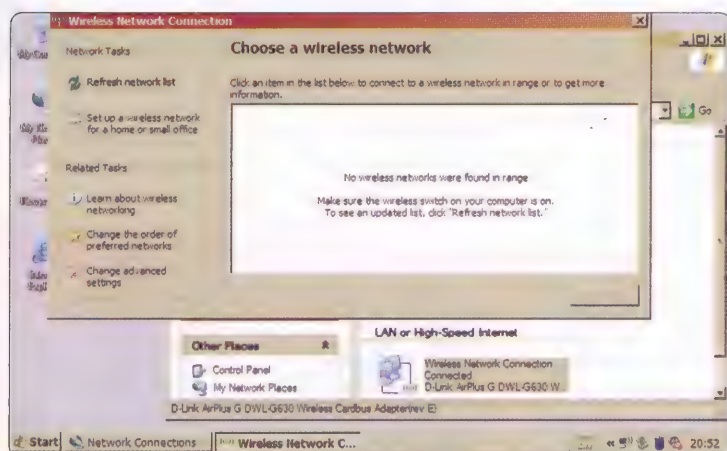 Wireless Network Connection
Network Tasks
Refresh network list
Set up a wireless network
for a home or small office
Related Tasks
Learn about wireless
networking
Change the order of
preferred networks
Change advanced
settings
Choose a wireless network
Click an item in the list below to connect to a wireless network in range or to get more
information.
No wireless networks were found in range
Make sure the wireless switch on your computer is on.
To see an updated list, click "Refresh network list."
Go
Other Places
Control Panel
My Network Places
LAN or High-Speed Internet
Wireless Network Connection
Connected
D-Link AirPlus G DWL-G630 W...
D-Link AirPlus G DWL-G630 Wireless Cardbus Adapter(rev E)
Start
Network Connections
Wireless Network C...
20:52